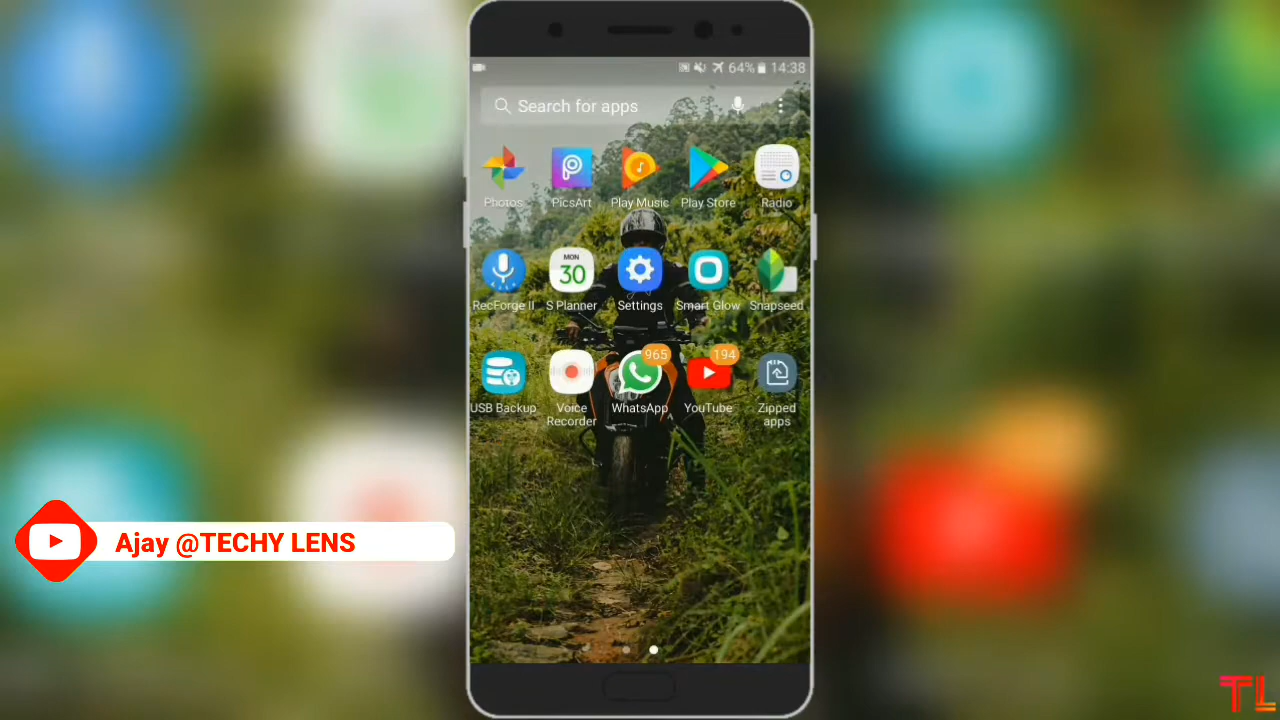 64% 14:38
Search for apps
Photos PicsArt Play Music Play Store Radio
MON
30
RecForge II S Planner Settings Smart Glow Snapseed
965 194
USB Backup Voice Recorder WhatsApp YouTube Zipped apps
Ajay @TECHY LENS
TL